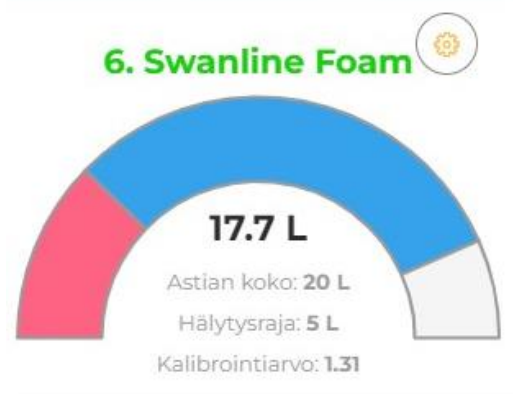 6. Swanline Foam
17.7 L
Astian koko: 20 L
Hälytysraja: 5 L
Kalibrointiarvo: 1.31